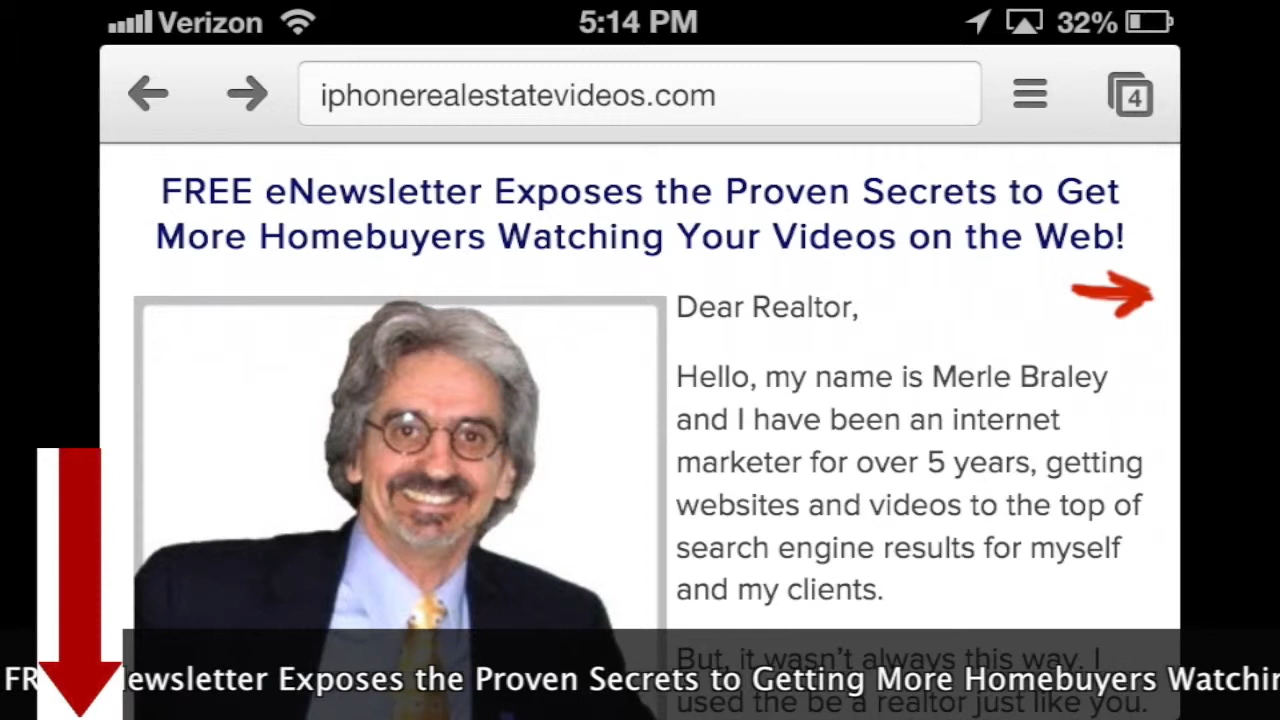 Verizon 5:14 PM 32%
iphonerealestatevideos.com 4
FREE eNewsletter Exposes the Proven Secrets to Get
More Homebuyers Watching Your Videos on the Web!
Dear Realtor,
Hello, my name is Merle Braley
and I have been an internet
marketer for over 5 years, getting
websites and videos to the top of
search engine results for myself
and my clients.
But, it wasn't always this way. I
used the be a realtor just like you.
Exposes the Proven Secrets to Getting More Homebuyers